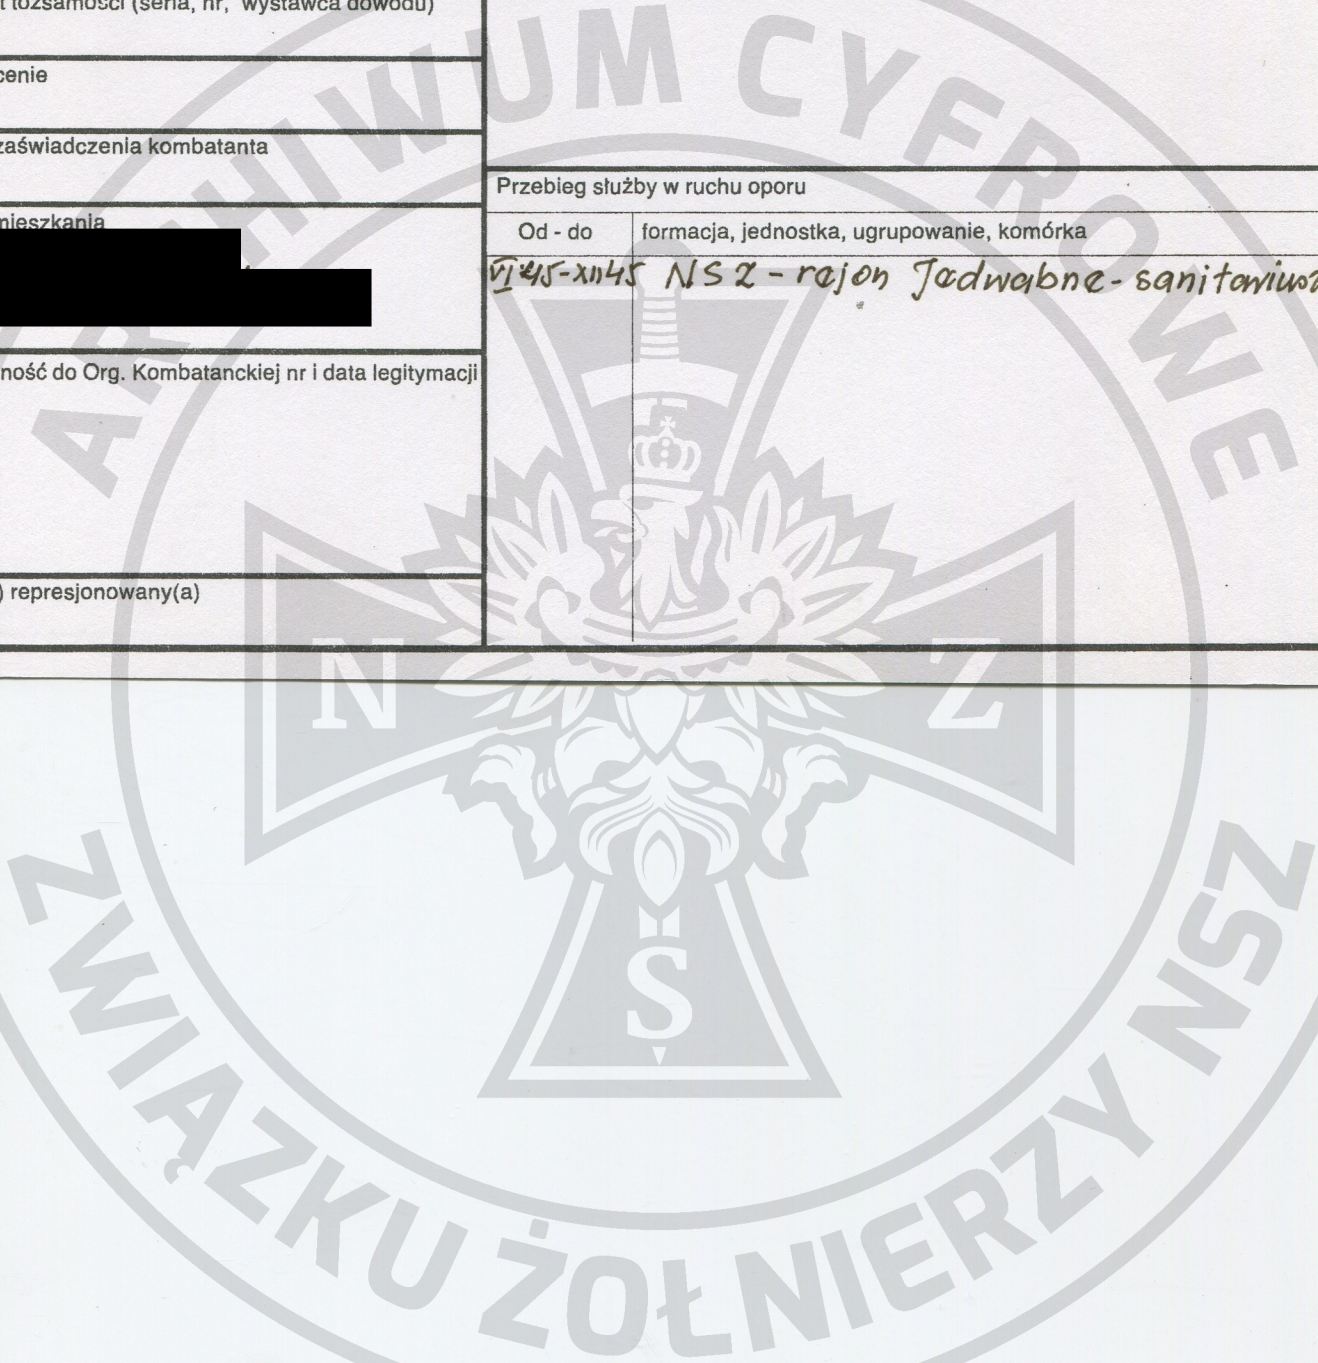 t tożsamości (seria, nr, wystawca dowodu)
cenie
zaświadczenia kombatanta
mieszkania
ność do Org. Kombatanckiej nr i data legitymacji
) represjonowany(a)
Przebieg służby w ruchu oporu
Od - do formacja, jednostka, ugrupowanie, komórka
VI 45-XII 45 NSZ - rejon Jedwabne - sanitariusz
ARCHIWUM CYFROWE
ZWIĄZKU ŻOŁNIERZY NSZ
N
Z
S